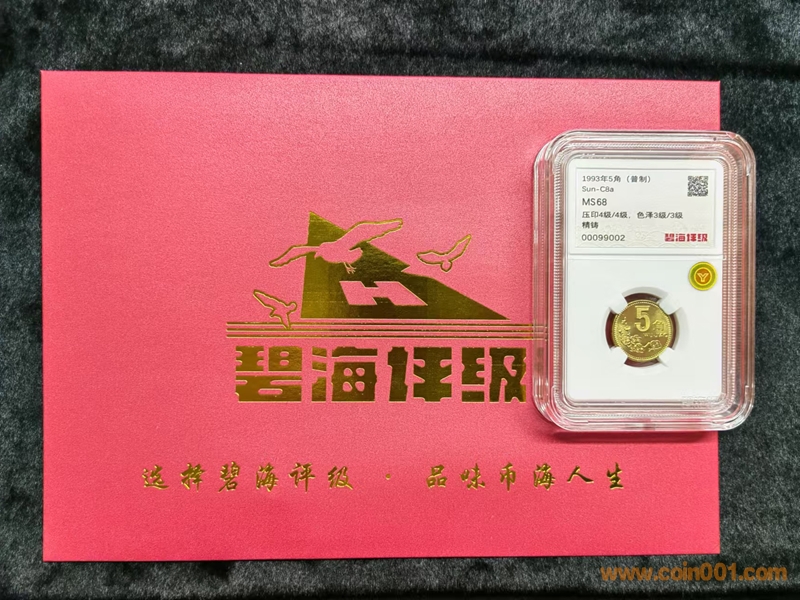 1993年5角（普制）
Sun-C8a
MS68
压印4级/4级、色泽3级/3级
精铸
00099002
碧海评级
5
碧海评级
选择碧海评级 · 品味币海人生
www.coin001.com